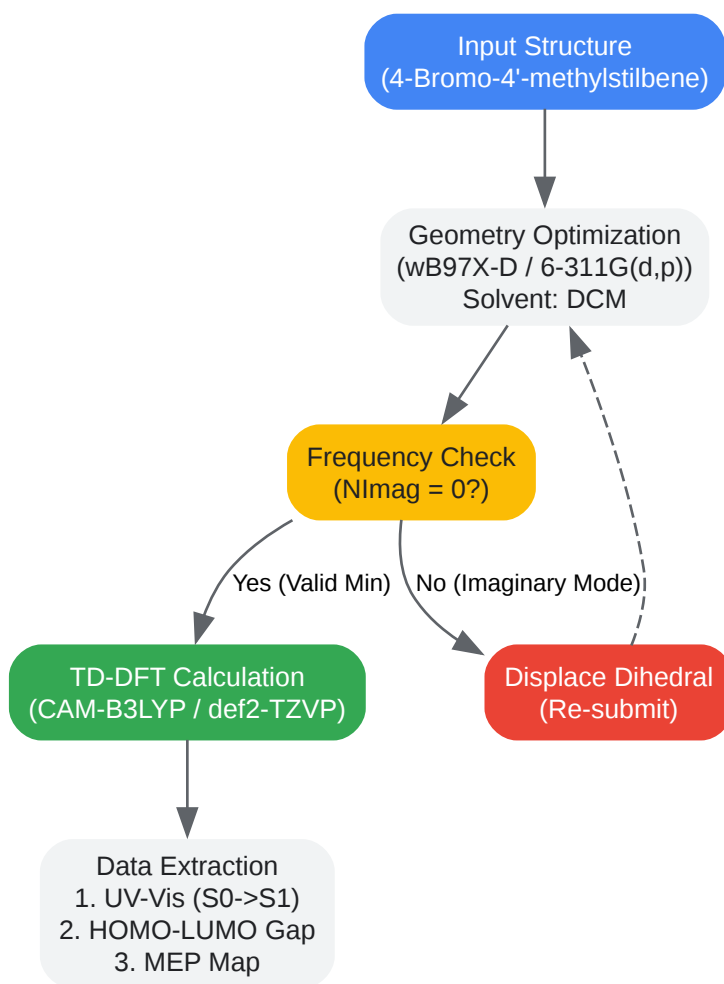 Input Structure
(4-Bromo-4'-methylstilbene)
Geometry Optimization
(wB97X-D / 6-311G(d,p))
Solvent: DCM
Frequency Check
(NImag = 0?)
Yes (Valid Min)
No (Imaginary Mode)
TD-DFT Calculation
(CAM-B3LYP / def2-TZVP)
Displace Dihedral
(Re-submit)
Data Extraction
1. UV-Vis (S0->S1)
2. HOMO-LUMO Gap
3. MEP Map